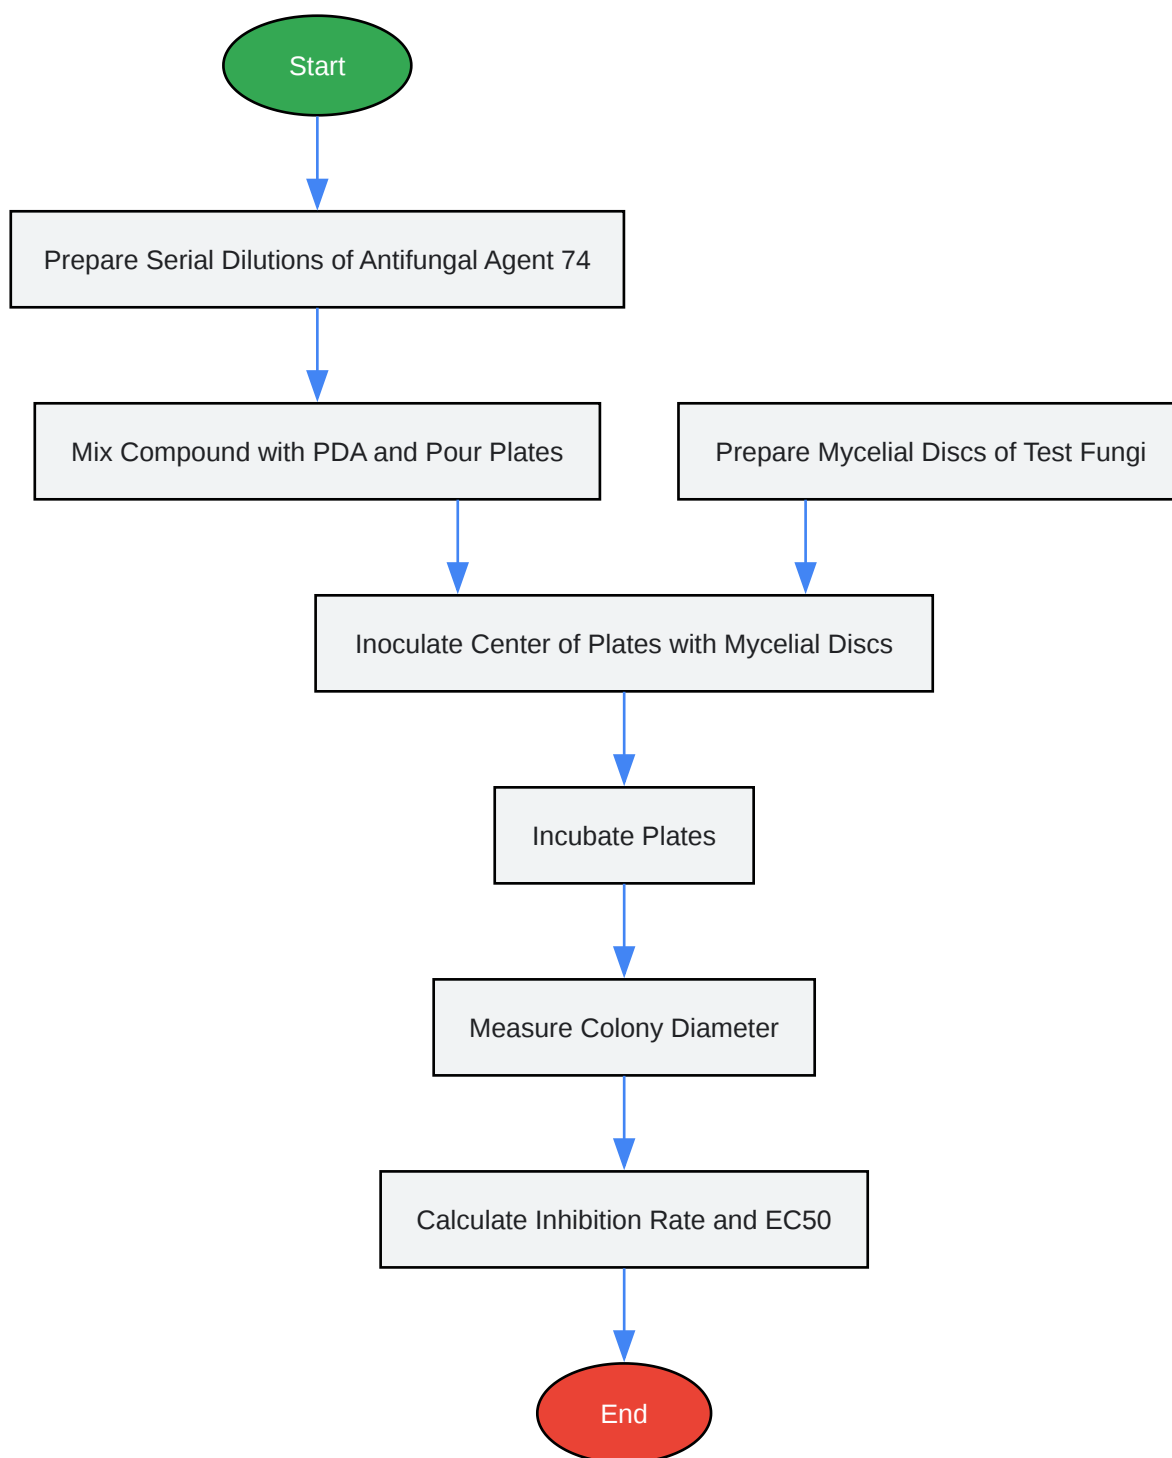 Start
Prepare Serial Dilutions of Antifungal Agent 74
Mix Compound with PDA and Pour Plates
Prepare Mycelial Discs of Test Fungi
Inoculate Center of Plates with Mycelial Discs
Incubate Plates
Measure Colony Diameter
Calculate Inhibition Rate and EC50
End